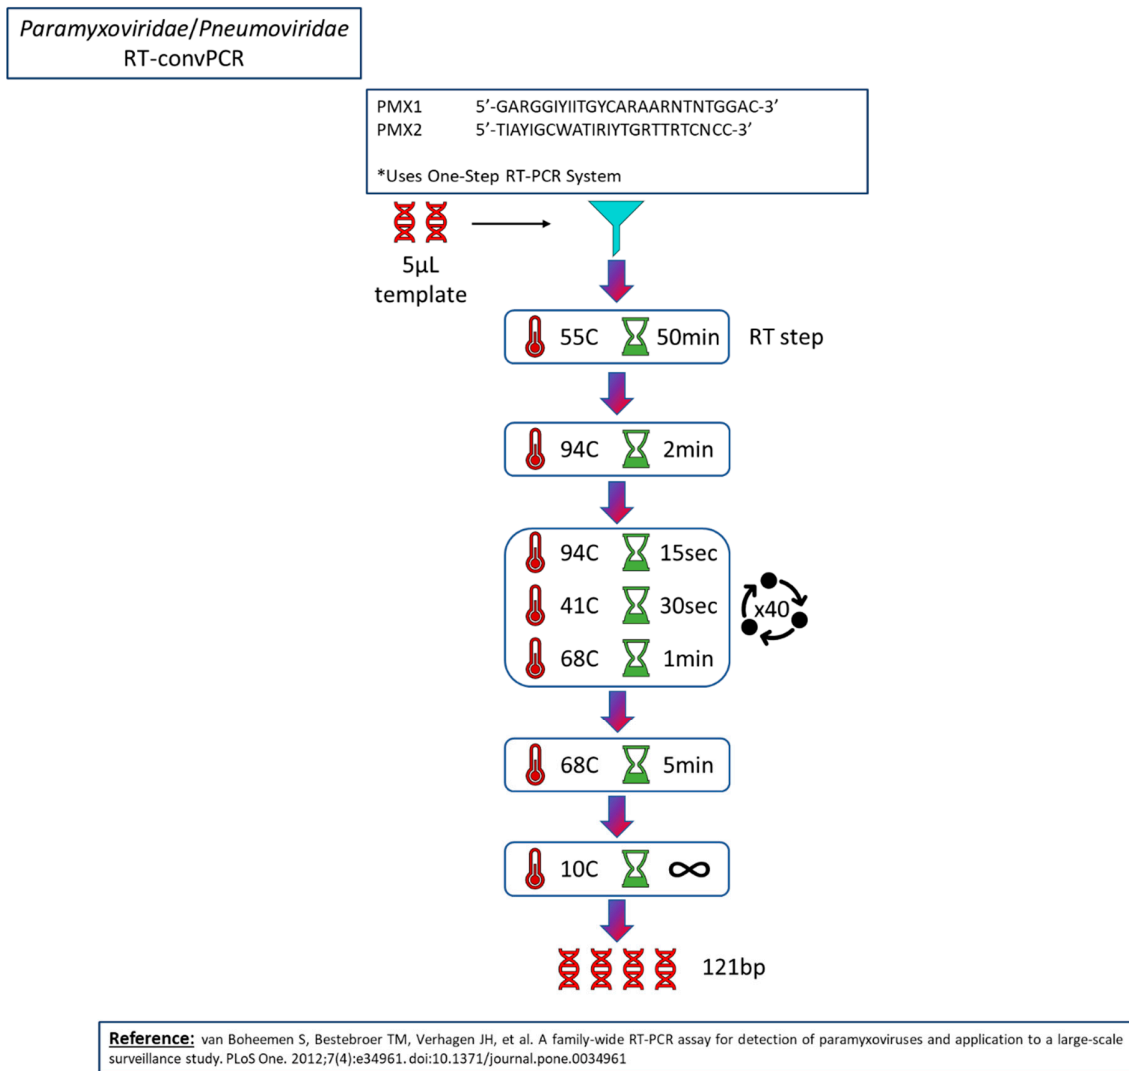 Paramyxoviridae/Pneumoviridae
RT-convPCR
PMX1 5′-GARGGIYIITGYCARAARNTNTGGAC-3′
PMX2 5′-TIAYIGCWATIRIYTGRTTRTCNCC-3′
*Uses One-Step RT-PCR System
5µL
template
55C 50min RT step
94C 2min
94C 15sec
41C 30sec
x40
68C 1min
68C 5min
10C ∞
121bp
Reference: van Boheemen S, Bestebroer TM, Verhagen JH, et al. A family-wide RT-PCR assay for detection of paramyxoviruses and application to a large-scale
surveillance study. PLoS One. 2012;7(4):e34961. doi:10.1371/journal.pone.0034961